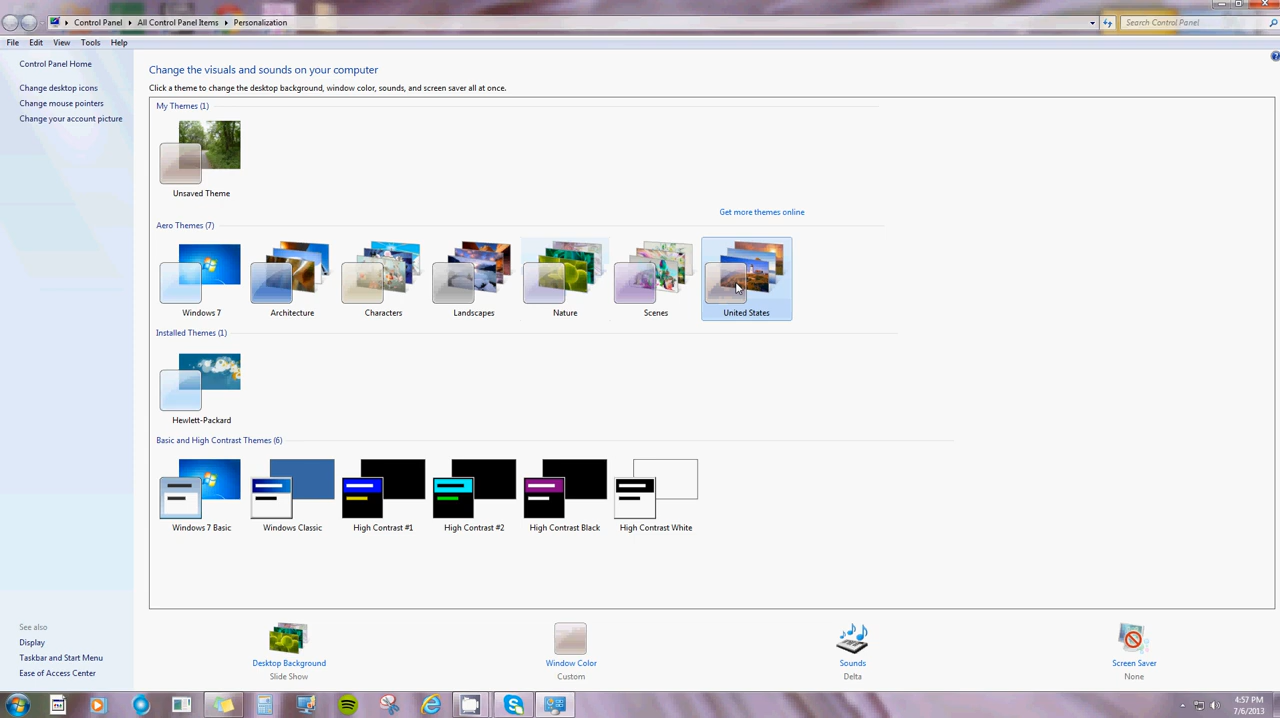 Control Panel ▸ All Control Panel Items ▸ Personalization
Search Control Panel
File Edit View Tools Help
Control Panel Home
Change desktop icons
Change mouse pointers
Change your account picture
See also
Display
Taskbar and Start Menu
Ease of Access Center
Change the visuals and sounds on your computer
Click a theme to change the desktop background, window color, sounds, and screen saver all at once.
My Themes (1)
Unsaved Theme
Get more themes online
Aero Themes (7)
Windows 7 Architecture Characters Landscapes Nature Scenes United States
Installed Themes (1)
Hewlett-Packard
Basic and High Contrast Themes (6)
Windows 7 Basic Windows Classic High Contrast #1 High Contrast #2 High Contrast Black High Contrast White
Desktop Background Window Color Sounds Screen Saver
Slide Show Custom Delta None
4:57 PM
7/6/2013